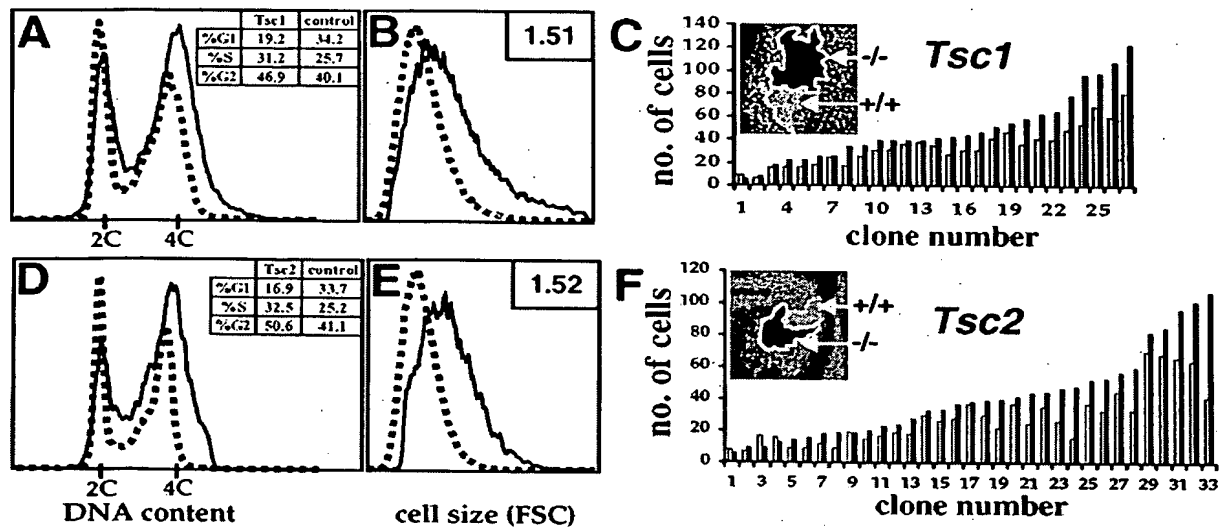 A
Tsc1 control
%G1 19.2 34.2
%S 31.2 25.7
%G2 46.9 40.1
2C 4C
B
1.51
C
Tsc1
-/-
+/+
no. of cells
140
120
100
80
60
40
20
0
1 4 7 10 13 16 19 22 25
clone number
D
Tsc2 control
%G1 16.9 33.7
%S 32.5 25.2
%G2 50.6 41.1
2C 4C
DNA content
E
1.52
cell size (FSC)
F
Tsc2
+/+
-/-
no. of cells
120
100
80
60
40
20
0
1 3 5 7 9 11 13 15 17 19 21 23 25 27 29 31 33
clone number